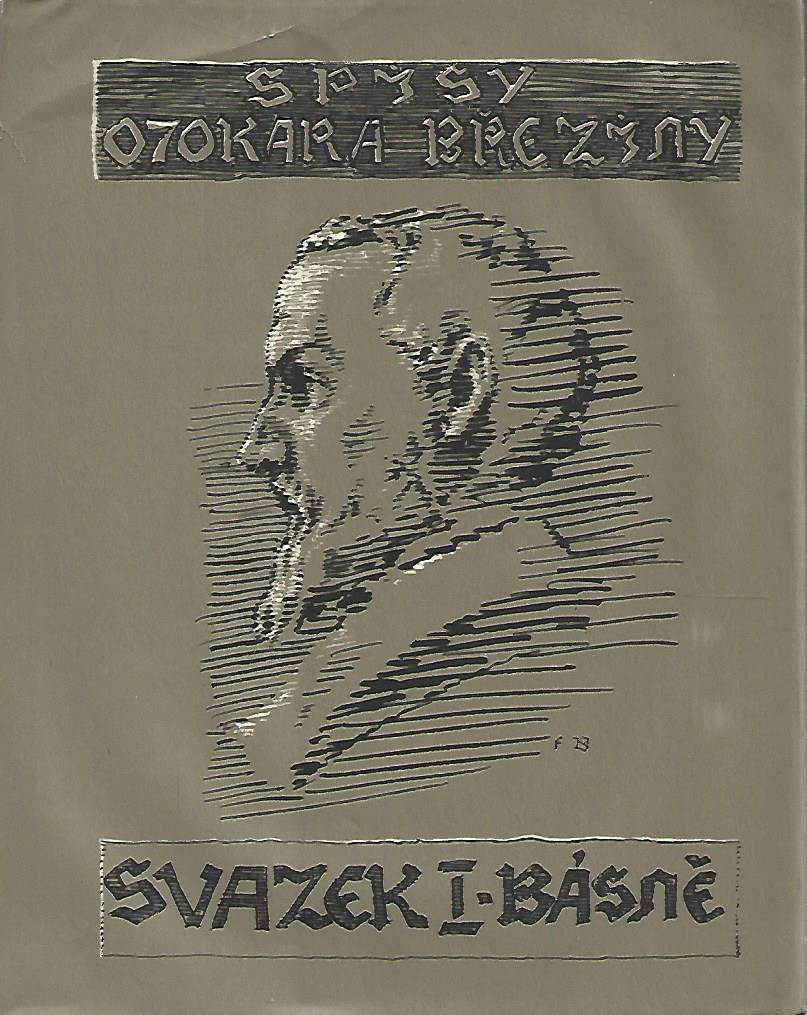 SPISY
OTOKARA BŘEZINY
F B
SVAZEK I·BÁSNĚ